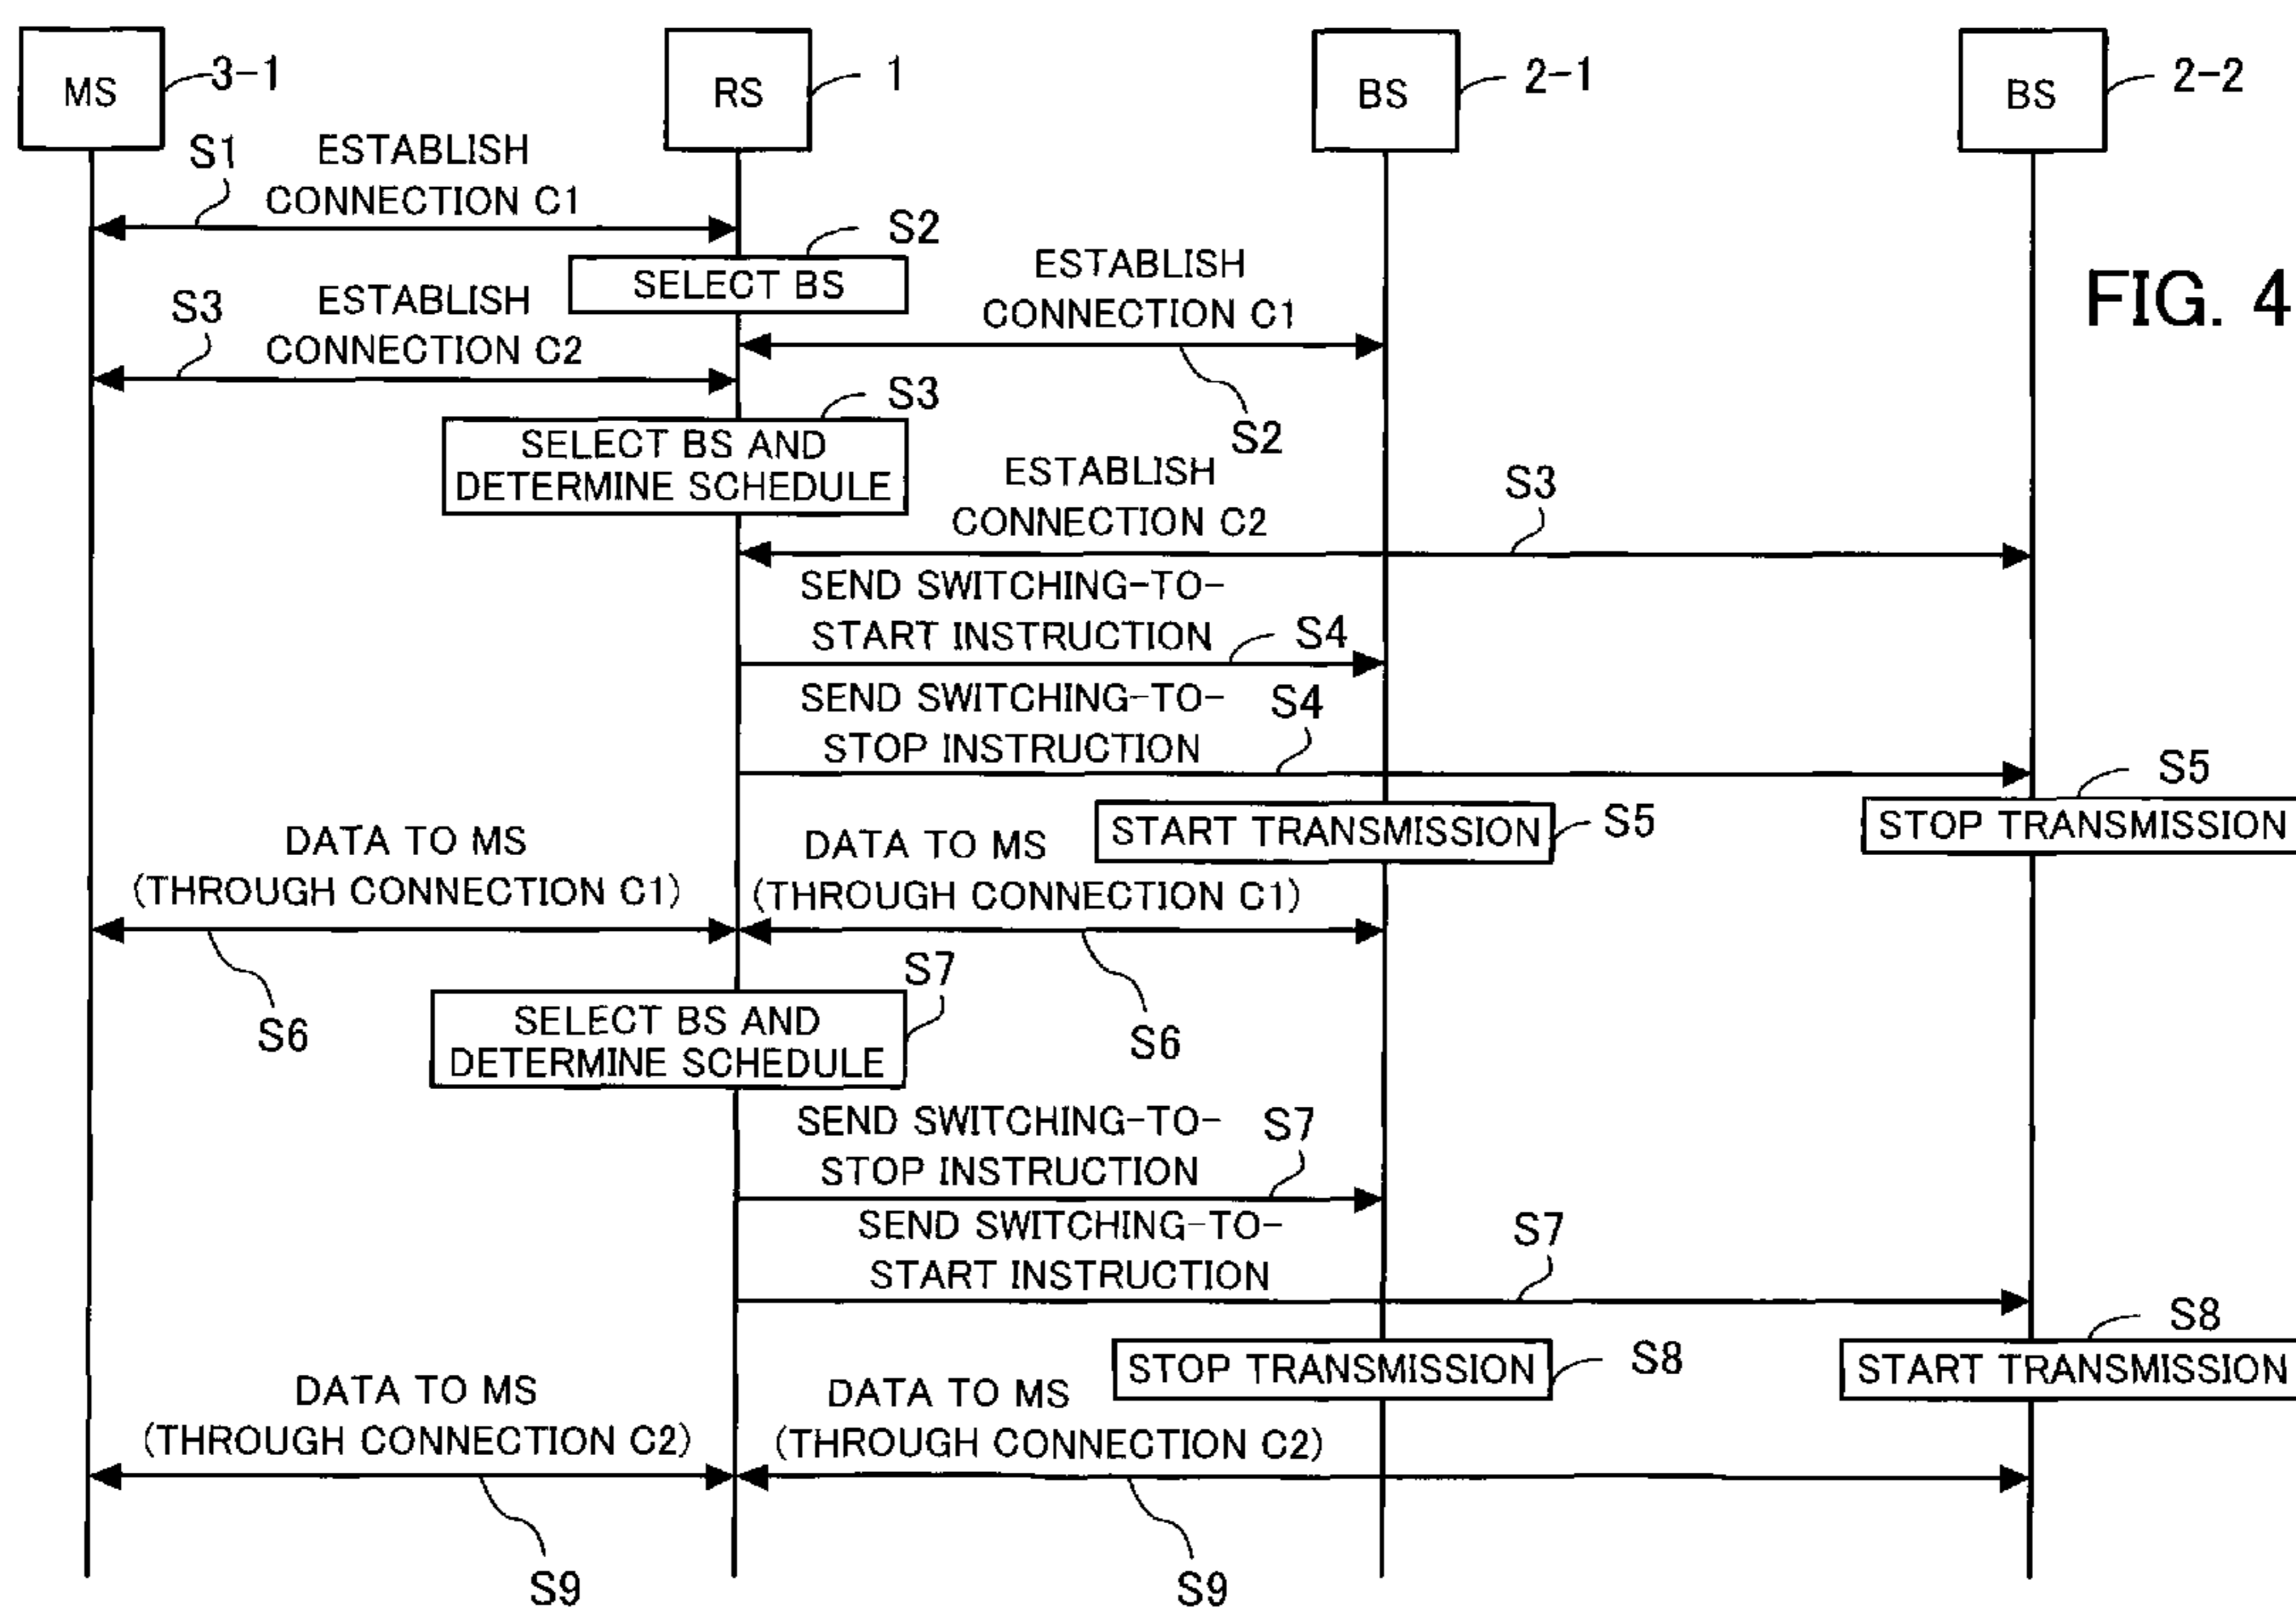 MS
3-1
RS
1
BS
2-1
BS
2-2
FIG. 4
S1
ESTABLISH
CONNECTION C1
S2
SELECT BS
ESTABLISH
CONNECTION C1
S2
S3
ESTABLISH
CONNECTION C2
S3
SELECT BS AND
DETERMINE SCHEDULE
ESTABLISH
CONNECTION C2
S3
SEND SWITCHING-TO-
START INSTRUCTION
S4
SEND SWITCHING-TO-
STOP INSTRUCTION
S4
START TRANSMISSION
S5
STOP TRANSMISSION
S5
DATA TO MS
(THROUGH CONNECTION C1)
S6
DATA TO MS
(THROUGH CONNECTION C1)
S6
S7
SELECT BS AND
DETERMINE SCHEDULE
SEND SWITCHING-TO-
STOP INSTRUCTION
S7
SEND SWITCHING-TO-
START INSTRUCTION
S7
STOP TRANSMISSION
S8
START TRANSMISSION
S8
DATA TO MS
(THROUGH CONNECTION C2)
S9
DATA TO MS
(THROUGH CONNECTION C2)
S9